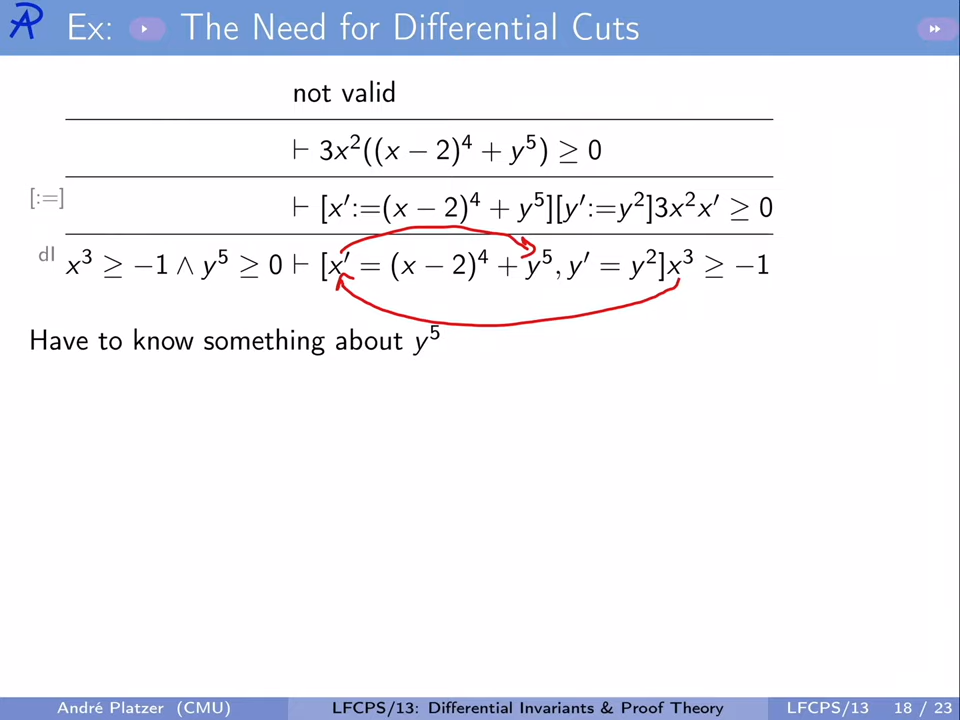 Ex: The Need for Differential Cuts
not valid
⊢ 3x²((x − 2)⁴ + y⁵) ≥ 0
[:=] ⊢ [x′:=(x − 2)⁴ + y⁵][y′:=y²]3x²x′ ≥ 0
dI x³ ≥ −1 ∧ y⁵ ≥ 0 ⊢ [x′ = (x − 2)⁴ + y⁵, y′ = y²]x³ ≥ −1
Have to know something about y⁵
André Platzer (CMU) LFCPS/13: Differential Invariants & Proof Theory LFCPS/13 18 / 23